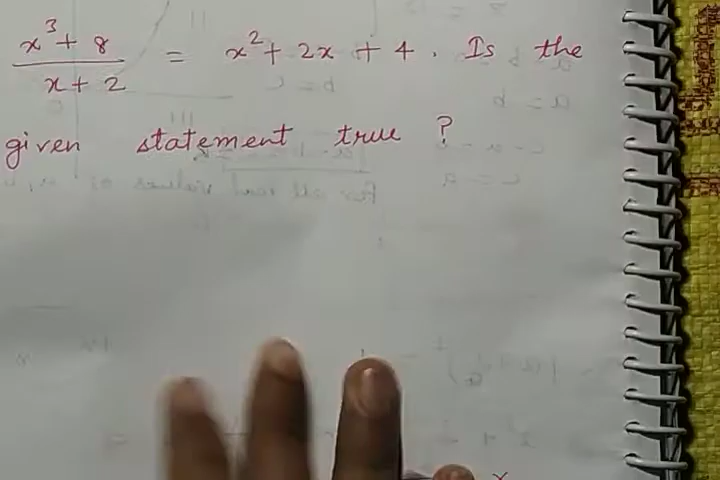 x³ + 8 / x + 2 = x² + 2x + 4 . Is the
given statement true ?